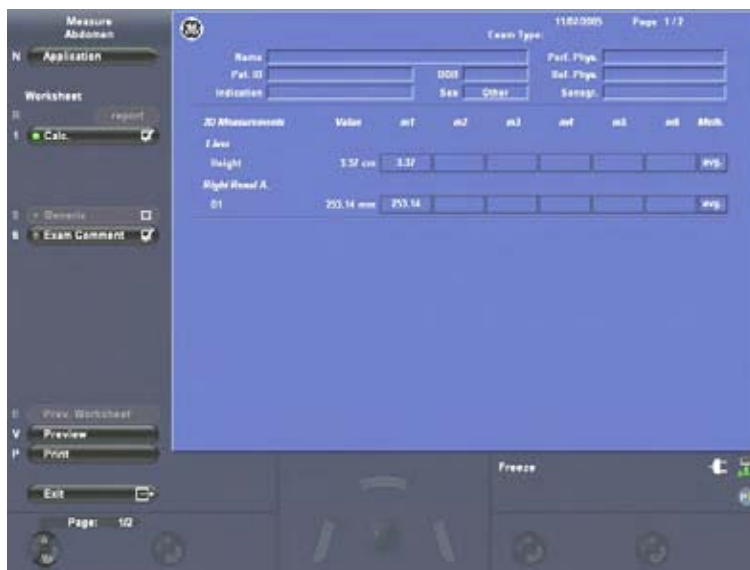 Measure
Abdomen
N Application
Worksheet
R report
1 Calc.
Generic
Exam Comment
Prev. Worksheet
V Preview
P Print
Exit
Page: 1/2
GE
11/02/2005 Page 1/2
Exam Type:
Name Perf. Phys.
Pat. ID DOB Ref. Phys.
Indication Sex Other Sonogr.
2D Measurements Value m1 m2 m3 m4 m5 m6 Meth.
Height 3.37 cm 3.37 avg.
Right Renal A.
D1 253.14 mm 253.14 avg.
Freeze